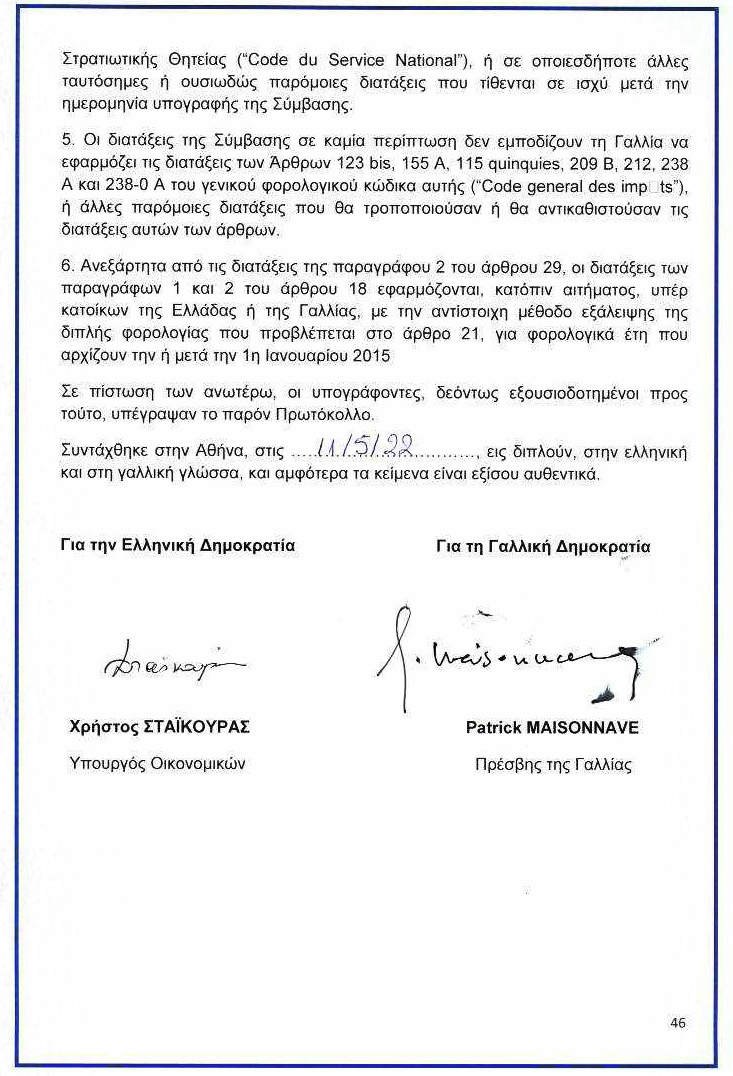 Στρατιωτικής Θητείας (“Code du Service National”), ή σε οποιεσδήποτε άλλες
ταυτόσημες ή ουσιωδώς παρόμοιες διατάξεις που τίθενται σε ισχύ μετά την
ημερομηνία υπογραφής της Σύμβασης.
5. Οι διατάξεις της Σύμβασης σε καμία περίπτωση δεν εμποδίζουν τη Γαλλία να
εφαρμόζει τις διατάξεις των Άρθρων 123 bis, 155 A, 115 quinquies, 209 B, 212, 238
A και 238-0 A του γενικού φορολογικού κώδικα αυτής (“Code general des imp□ts”),
ή άλλες παρόμοιες διατάξεις που θα τροποποιούσαν ή θα αντικαθιστούσαν τις
διατάξεις αυτών των άρθρων.
6. Ανεξάρτητα από τις διατάξεις της παραγράφου 2 του άρθρου 29, οι διατάξεις των
παραγράφων 1 και 2 του άρθρου 18 εφαρμόζονται, κατόπιν αιτήματος, υπέρ
κατοίκων της Ελλάδας ή της Γαλλίας, με την αντίστοιχη μέθοδο εξάλειψης της
διπλής φορολογίας που προβλέπεται στο άρθρο 21, για φορολογικά έτη που
αρχίζουν την ή μετά την 1η Ιανουαρίου 2015
Σε πίστωση των ανωτέρω, οι υπογράφοντες, δεόντως εξουσιοδοτημένοι προς
τούτο, υπέγραψαν το παρόν Πρωτόκολλο.
Συντάχθηκε στην Αθήνα, στις .....11/5/22............, εις διπλούν, στην ελληνική
και στη γαλλική γλώσσα, και αμφότερα τα κείμενα είναι εξίσου αυθεντικά.
Για την Ελληνική Δημοκρατία
Για τη Γαλλική Δημοκρατία
Χρήστος ΣΤΑΪΚΟΥΡΑΣ
Patrick MAISONNAVE
Υπουργός Οικονομικών
Πρέσβης της Γαλλίας
46